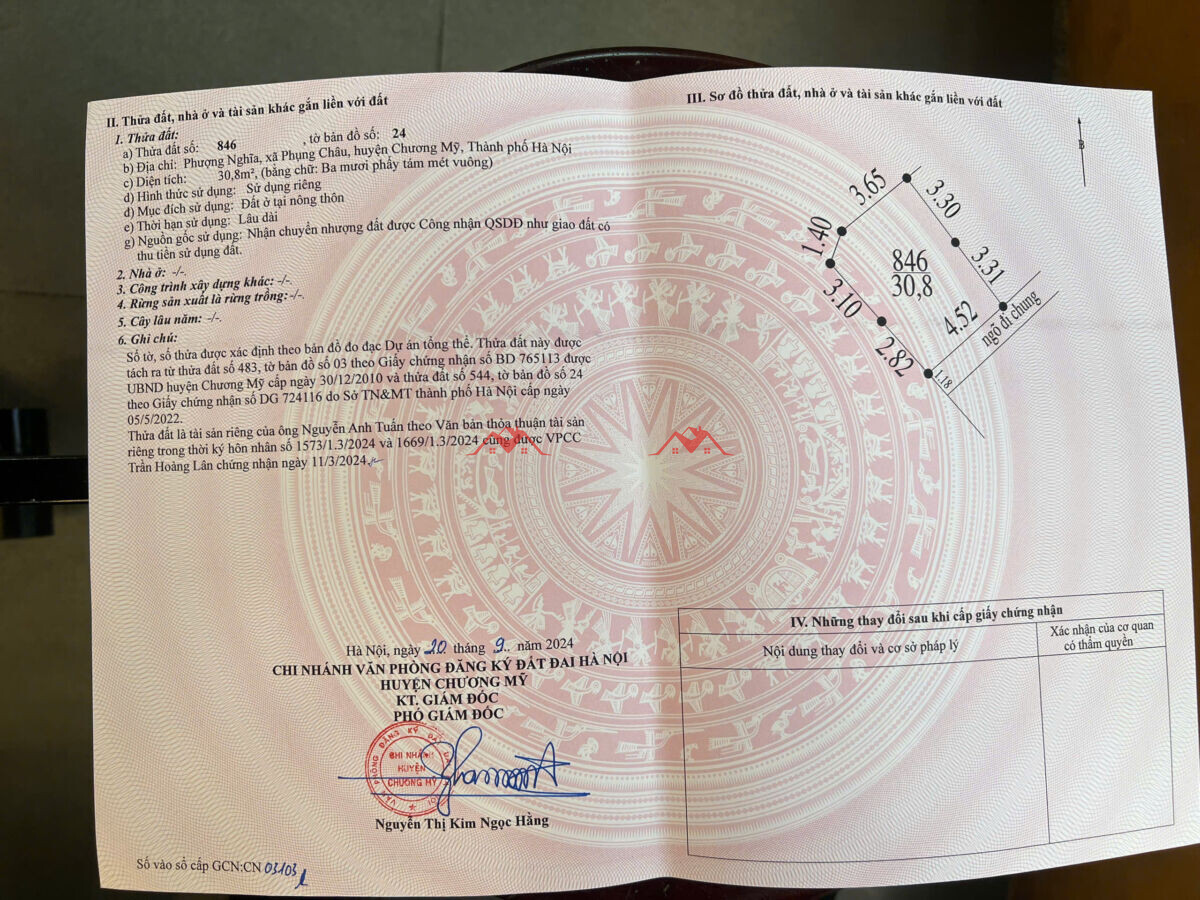 II. Thửa đất, nhà ở và tài sản khác gắn liền với đất
1. Thửa đất:
a) Thửa đất số: 846 , tờ bản đồ số: 24
b) Địa chỉ: Phượng Nghĩa, xã Phụng Châu, huyện Chương Mỹ, Thành phố Hà Nội
c) Diện tích: 30,8m², (bằng chữ: Ba mươi phẩy tám mét vuông)
d) Hình thức sử dụng: Sử dụng riêng
đ) Mục đích sử dụng: Đất ở tại nông thôn
e) Thời hạn sử dụng: Lâu dài
g) Nguồn gốc sử dụng: Nhận chuyển nhượng đất được Công nhận QSDĐ như giao đất có
thu tiền sử dụng đất.
2. Nhà ở: -/-.
3. Công trình xây dựng khác: -/-.
4. Rừng sản xuất là rừng trồng: -/-.
5. Cây lâu năm: -/-.
6. Ghi chú:
Số tờ, số thửa được xác định theo bản đồ đo đạc Dự án tổng thể. Thửa đất này được
tách ra từ thửa đất số 483, tờ bản đồ số 03 theo Giấy chứng nhận số BD 765113 được
UBND huyện Chương Mỹ cấp ngày 30/12/2010 và thửa đất số 544, tờ bản đồ số 24
theo Giấy chứng nhận số DG 724116 do Sở TN&MT thành phố Hà Nội cấp ngày
05/5/2022.
Thửa đất là tài sản riêng của ông Nguyễn Anh Tuấn theo Văn bản thỏa thuận tài sản
riêng trong thời kỳ hôn nhân số 1573/1.3/2024 và 1669/1.3/2024 cùng được VPCC
Trần Hoàng Lân chứng nhận ngày 11/3/2024.
Hà Nội, ngày 20 tháng 9.. năm 2024
CHI NHÁNH VĂN PHÒNG ĐĂNG KÝ ĐẤT ĐAI HÀ NỘI
HUYỆN CHƯƠNG MỸ
KT. GIÁM ĐỐC
PHÓ GIÁM ĐỐC
CHI NHÁNH
HUYỆN
CHƯƠNG MỸ
Nguyễn Thị Kim Ngọc Hằng
Số vào sổ cấp GCN:CN 03103
III. Sơ đồ thửa đất, nhà ở và tài sản khác gắn liền với đất
B
3.65
3.30
1.40
846
30,8
3.31
3.10
4.52
ngõ đi chung
2.82
1.18
IV. Những thay đổi sau khi cấp giấy chứng nhận
Nội dung thay đổi và cơ sở pháp lý
Xác nhận của cơ quan
có thẩm quyền